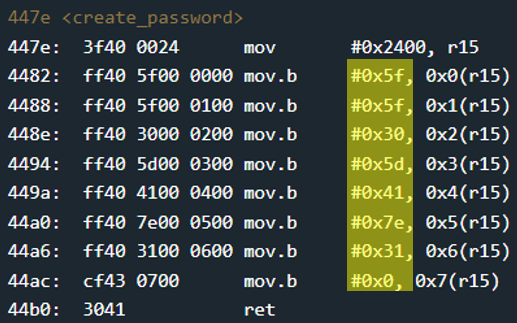 447e <create_password>
447e: 3f40 0024 mov #0x2400, r15
4482: ff40 5f00 0000 mov.b #0x5f, 0x0(r15)
4488: ff40 5f00 0100 mov.b #0x5f, 0x1(r15)
448e: ff40 3000 0200 mov.b #0x30, 0x2(r15)
4494: ff40 5d00 0300 mov.b #0x5d, 0x3(r15)
449a: ff40 4100 0400 mov.b #0x41, 0x4(r15)
44a0: ff40 7e00 0500 mov.b #0x7e, 0x5(r15)
44a6: ff40 3100 0600 mov.b #0x31, 0x6(r15)
44ac: cf43 0700 mov.b #0x0, 0x7(r15)
44b0: 3041 ret